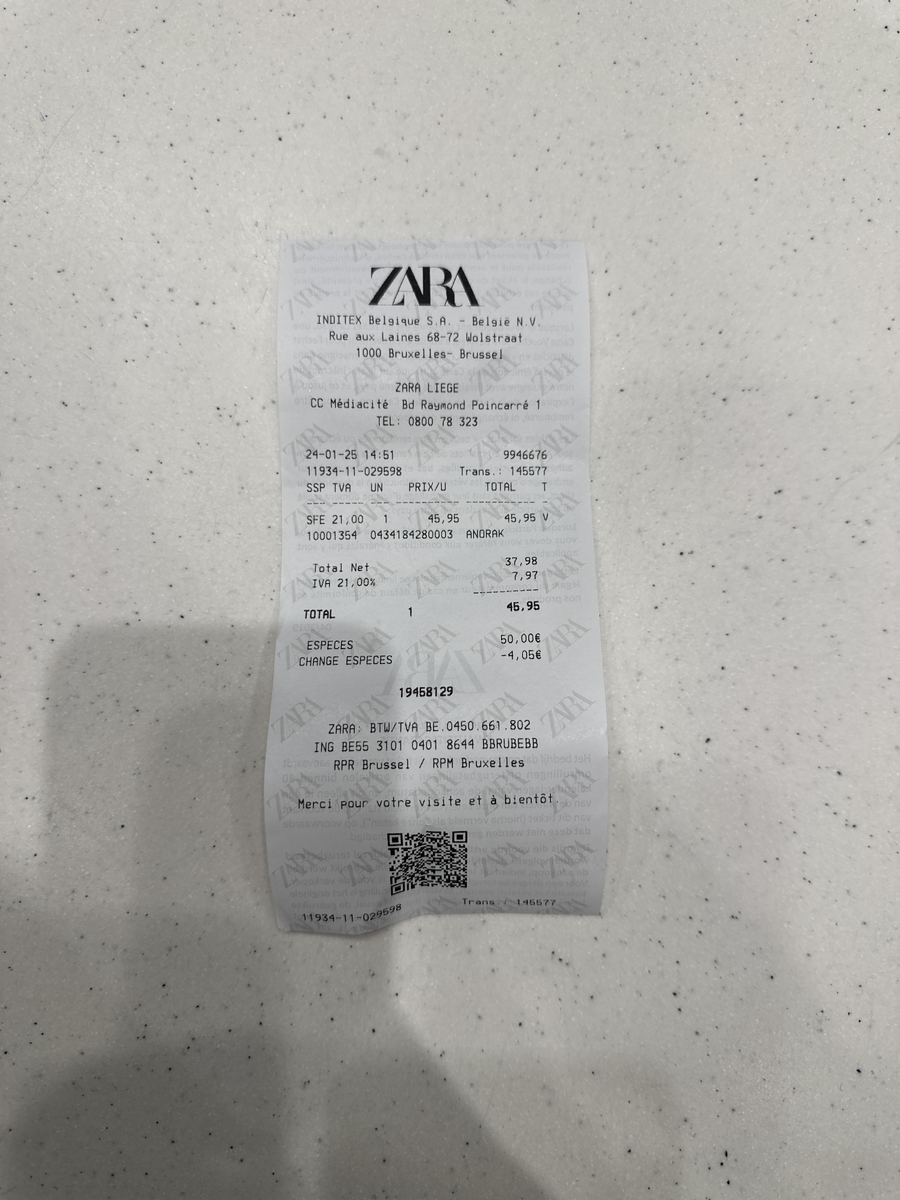 ZARA
INDITEX Belgique S.A. - België N.V.
Rue aux Laines 68-72 Wolstraat
1000 Bruxelles- Brussel
ZARA LIEGE
CC Médiacité Bd Raymond Poincarré 1
TEL: 0800 78 323
24-01-25 14:51 9946676
11934-11-029598 Trans.: 145577
SSP TVA UN PRIX/U TOTAL T
SFE 21,00 1 45,95 45,95 V
10001354 0434184280003 ANORAK
Total Net 37,98
IVA 21,00% 7,97
TOTAL 1 45,95
ESPECES 50,00€
CHANGE ESPECES -4,05€
19458129
ZARA: BTW/TVA BE.0450.661.802
ING BE55 3101 0401 8644 BBRUBEBB
RPR Brussel / RPM Bruxelles
Merci pour votre visite et à bientôt.
11934-11-029598 Trans.: 145577